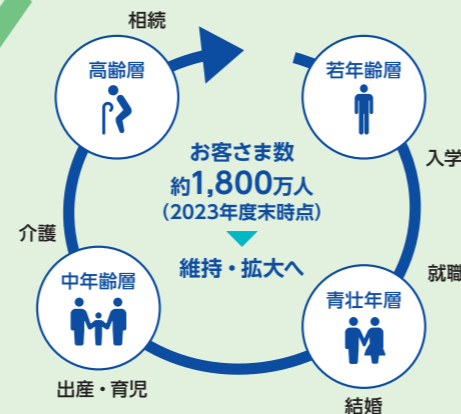 相続
高齢層
若年齢層
入学
お客さま数
約1,800万人
(2023年度末時点)
維持・拡大へ
介護
中年齢層
就職
青壮年層
出産・育児
結婚